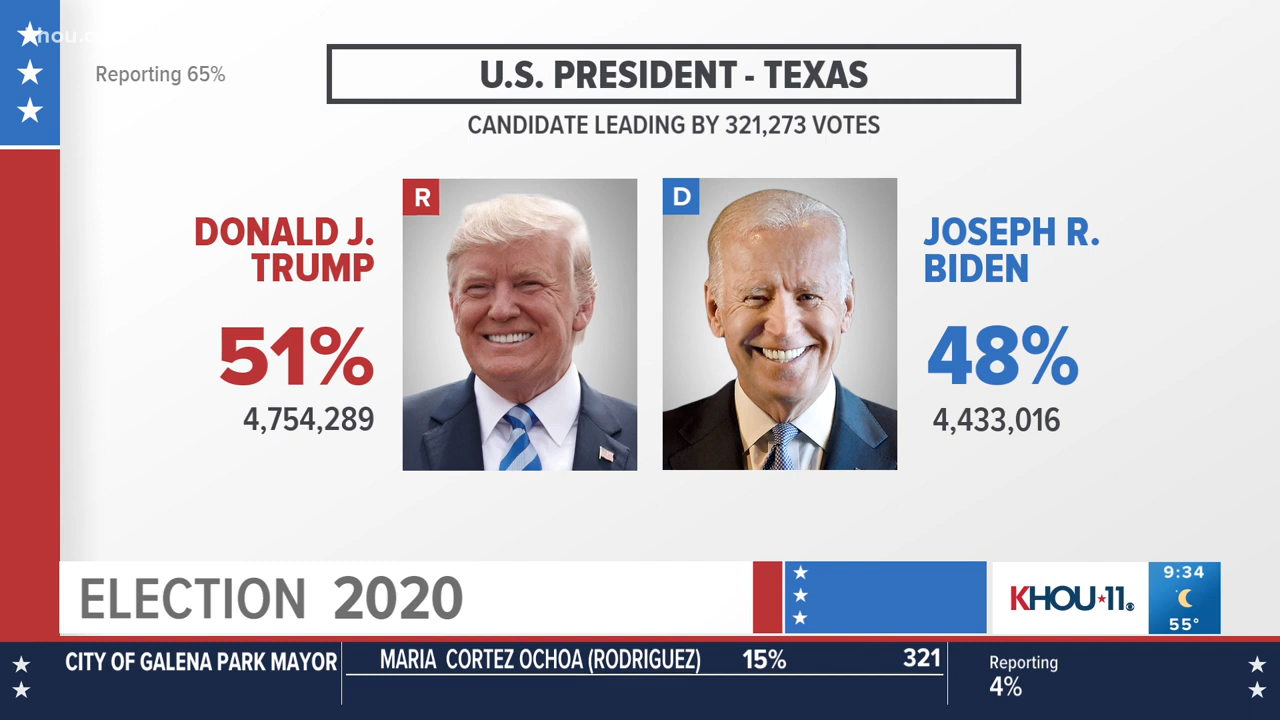 hou.c
Reporting 65%
U.S. PRESIDENT - TEXAS
CANDIDATE LEADING BY 321,273 VOTES
R
D
DONALD J.
TRUMP
51%
4,754,289
JOSEPH R.
BIDEN
48%
4,433,016
ELECTION 2020
KHOU★11
9:34
55°
CITY OF GALENA PARK MAYOR
MARIA CORTEZ OCHOA (RODRIGUEZ) 15% 321
Reporting
4%